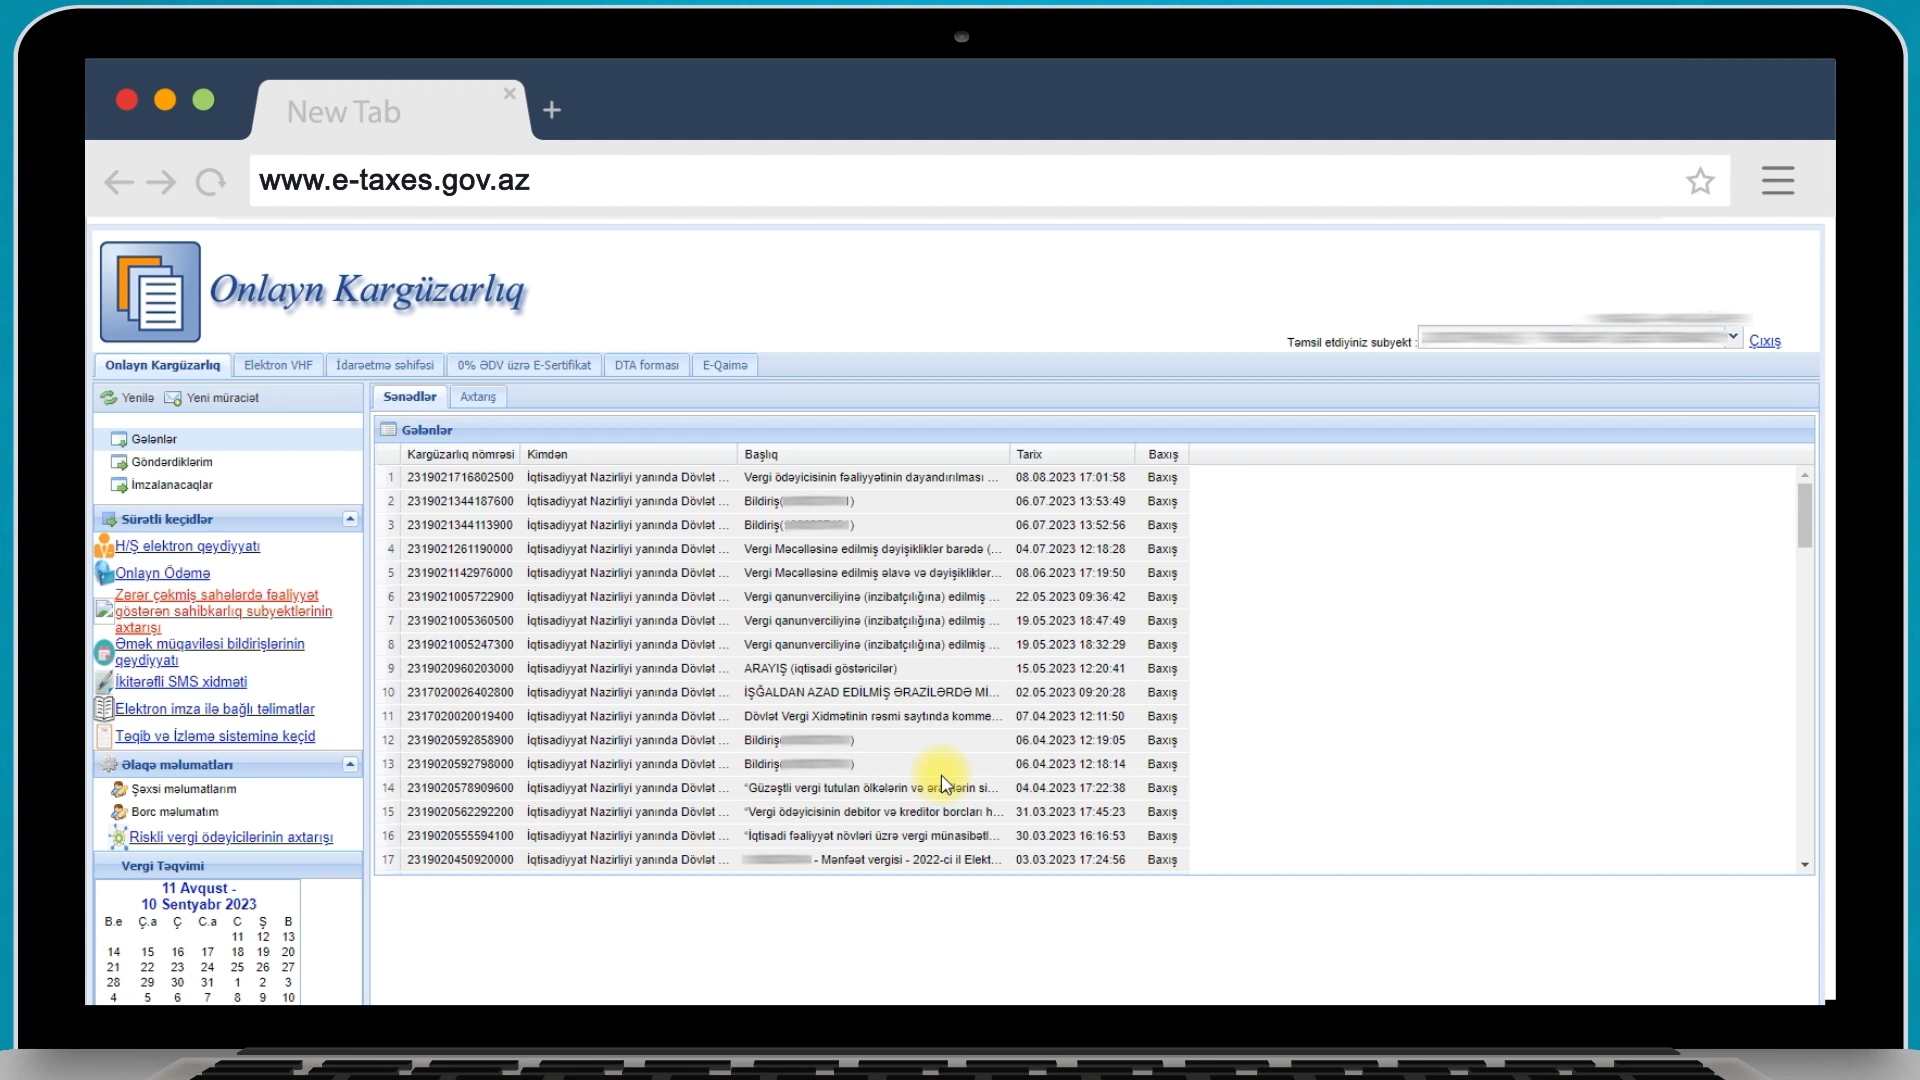 New Tab
www.e-taxes.gov.az
Onlayn Kargüzarlıq
Təmsil etdiyiniz subyekt :
Çıxış
Onlayn Kargüzarlıq Elektron VHF İdarəetmə səhifəsi 0% ƏDV üzrə E-Sertifikat DTA forması E-Qaimə
Yenilə Yeni müraciət
Gələnlər
Göndərdiklərim
İmzalanacaqlar
Sürətli keçidlər
H/Ş elektron qeydiyyatı
Onlayn Ödəmə
Zərər çəkmiş sahələrdə fəaliyyət
göstərən sahibkarlıq subyektlərinin
axtarışı
Əmək müqaviləsi bildirişlərinin
qeydiyyatı
İkitərəfli SMS xidməti
Elektron imza ilə bağlı təlimatlar
Təqib və İzləmə sisteminə keçid
Əlaqə məlumatları
Şəxsi məlumatlarım
Borc məlumatım
Riskli vergi ödəyicilərinin axtarışı
Vergi Təqvimi
11 Avqust -
10 Sentyabr 2023
B.e Ç.a Ç C.a C Ş B
11 12 13
14 15 16 17 18 19 20
21 22 23 24 25 26 27
28 29 30 31 1 2 3
4 5 6 7 8 9 10
Sənədlər Axtarış
Gələnlər
Kargüzarlıq nömrəsi Kimdən Başlıq Tarix Baxış
1 2319021716802500 İqtisadiyyat Nazirliyi yanında Dövlət ... Vergi ödəyicisinin fəaliyyətinin dayandırılması ... 08.08.2023 17:01:58 Baxış
2 2319021344187600 İqtisadiyyat Nazirliyi yanında Dövlət ... Bildiriş( ) 06.07.2023 13:53:49 Baxış
3 2319021344113900 İqtisadiyyat Nazirliyi yanında Dövlət ... Bildiriş( ) 06.07.2023 13:52:56 Baxış
4 2319021261190000 İqtisadiyyat Nazirliyi yanında Dövlət ... Vergi Məcəlləsinə edilmiş dəyişikliklər barədə (... 04.07.2023 12:18:28 Baxış
5 2319021142976000 İqtisadiyyat Nazirliyi yanında Dövlət ... Vergi Məcəlləsinə edilmiş əlavə və dəyişikliklər... 08.06.2023 17:19:50 Baxış
6 2319021005722900 İqtisadiyyat Nazirliyi yanında Dövlət ... Vergi qanunverciliyinə (inzibatçılığına) edilmiş ... 22.05.2023 09:36:42 Baxış
7 2319021005360500 İqtisadiyyat Nazirliyi yanında Dövlət ... Vergi qanunverciliyinə (inzibatçılığına) edilmiş ... 19.05.2023 18:47:49 Baxış
8 2319021005247300 İqtisadiyyat Nazirliyi yanında Dövlət ... Vergi qanunverciliyinə (inzibatçılığına) edilmiş ... 19.05.2023 18:32:29 Baxış
9 2319020960203000 İqtisadiyyat Nazirliyi yanında Dövlət ... ARAYIŞ (iqtisadi göstəricilər) 15.05.2023 12:20:41 Baxış
10 2317020026402800 İqtisadiyyat Nazirliyi yanında Dövlət ... İŞĞALDAN AZAD EDİLMİŞ ƏRAZİLƏRDƏ Mİ... 02.05.2023 09:20:28 Baxış
11 2317020020019400 İqtisadiyyat Nazirliyi yanında Dövlət ... Dövlət Vergi Xidmətinin rəsmi saytında komme... 07.04.2023 12:11:50 Baxış
12 2319020592858900 İqtisadiyyat Nazirliyi yanında Dövlət ... Bildiriş( ) 06.04.2023 12:19:05 Baxış
13 2319020592798000 İqtisadiyyat Nazirliyi yanında Dövlət ... Bildiriş( ) 06.04.2023 12:18:14 Baxış
14 2319020578909600 İqtisadiyyat Nazirliyi yanında Dövlət ... “Güzəştli vergi tutulan ölkələrin və ərazilərin si... 04.04.2023 17:22:38 Baxış
15 2319020562292200 İqtisadiyyat Nazirliyi yanında Dövlət ... “Vergi ödəyicisinin debitor və kreditor borcları h... 31.03.2023 17:45:23 Baxış
16 2319020555594100 İqtisadiyyat Nazirliyi yanında Dövlət ... “İqtisadi fəaliyyət növləri üzrə vergi münasibətl... 30.03.2023 16:16:53 Baxış
17 2319020450920000 İqtisadiyyat Nazirliyi yanında Dövlət ... - Mənfəət vergisi - 2022-ci il Elekt... 03.03.2023 17:24:56 Baxış